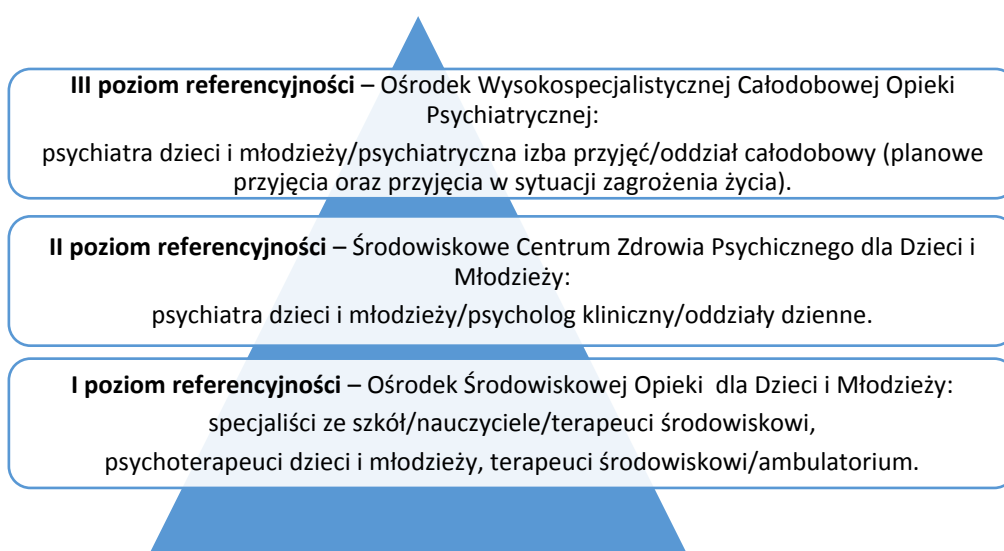 III poziom referencyjności – Ośrodek Wysokospecjalistycznej Całodobowej Opieki
Psychiatrycznej:
psychiatra dzieci i młodzieży/psychiatryczna izba przyjęć/oddział całodobowy (planowe
przyjęcia oraz przyjęcia w sytuacji zagrożenia życia).
II poziom referencyjności – Środowiskowe Centrum Zdrowia Psychicznego dla Dzieci i
Młodzieży:
psychiatra dzieci i młodzieży/psycholog kliniczny/oddziały dzienne.
I poziom referencyjności – Ośrodek Środowiskowej Opieki dla Dzieci i Młodzieży:
specjaliści ze szkół/nauczyciele/terapeuci środowiskowi,
psychoterapeuci dzieci i młodzieży, terapeuci środowiskowi/ambulatorium.